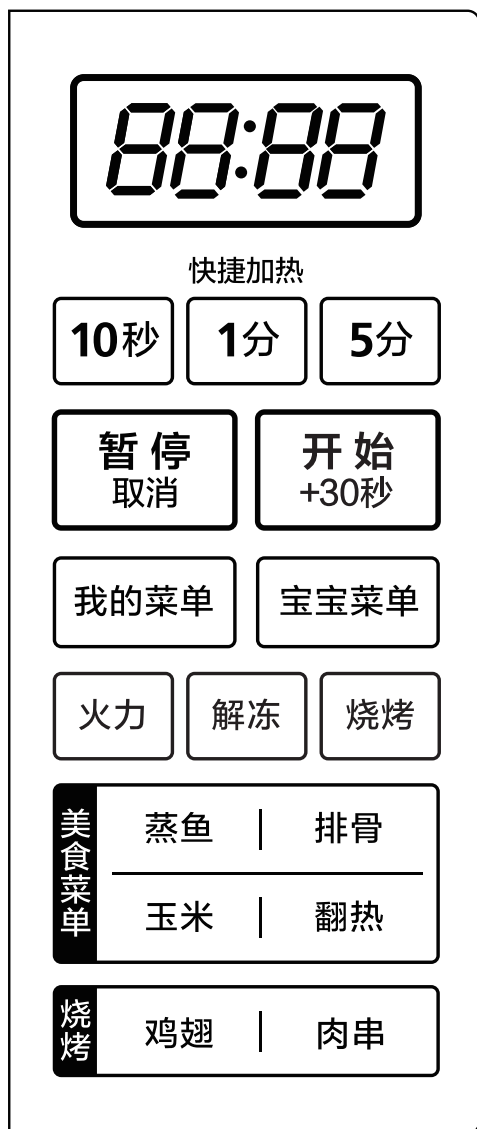 88:88
快捷加热
10秒 1分 5分
暂停 开始
取消 +30秒
我的菜单 宝宝菜单
火力 解冻 烧烤
美食菜单
蒸鱼 排骨
玉米 翻热
烧烤
鸡翅 肉串